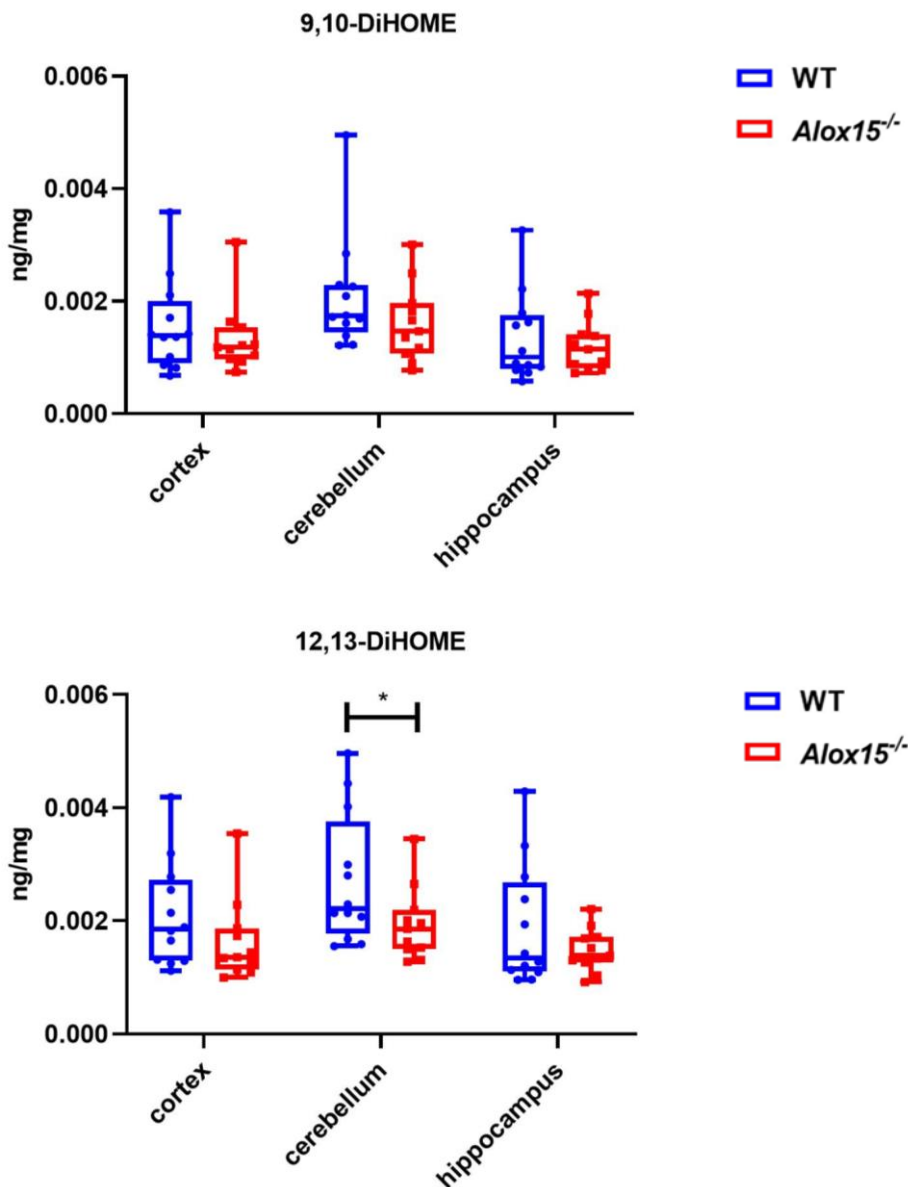 9,10-DiHOME
0.006
0.004
0.002
0.000
ng/mg
cortex
cerebellum
hippocampus
WT
Alox15-/-
12,13-DiHOME
0.006
0.004
0.002
0.000
ng/mg
*
cortex
cerebellum
hippocampus
WT
Alox15-/-